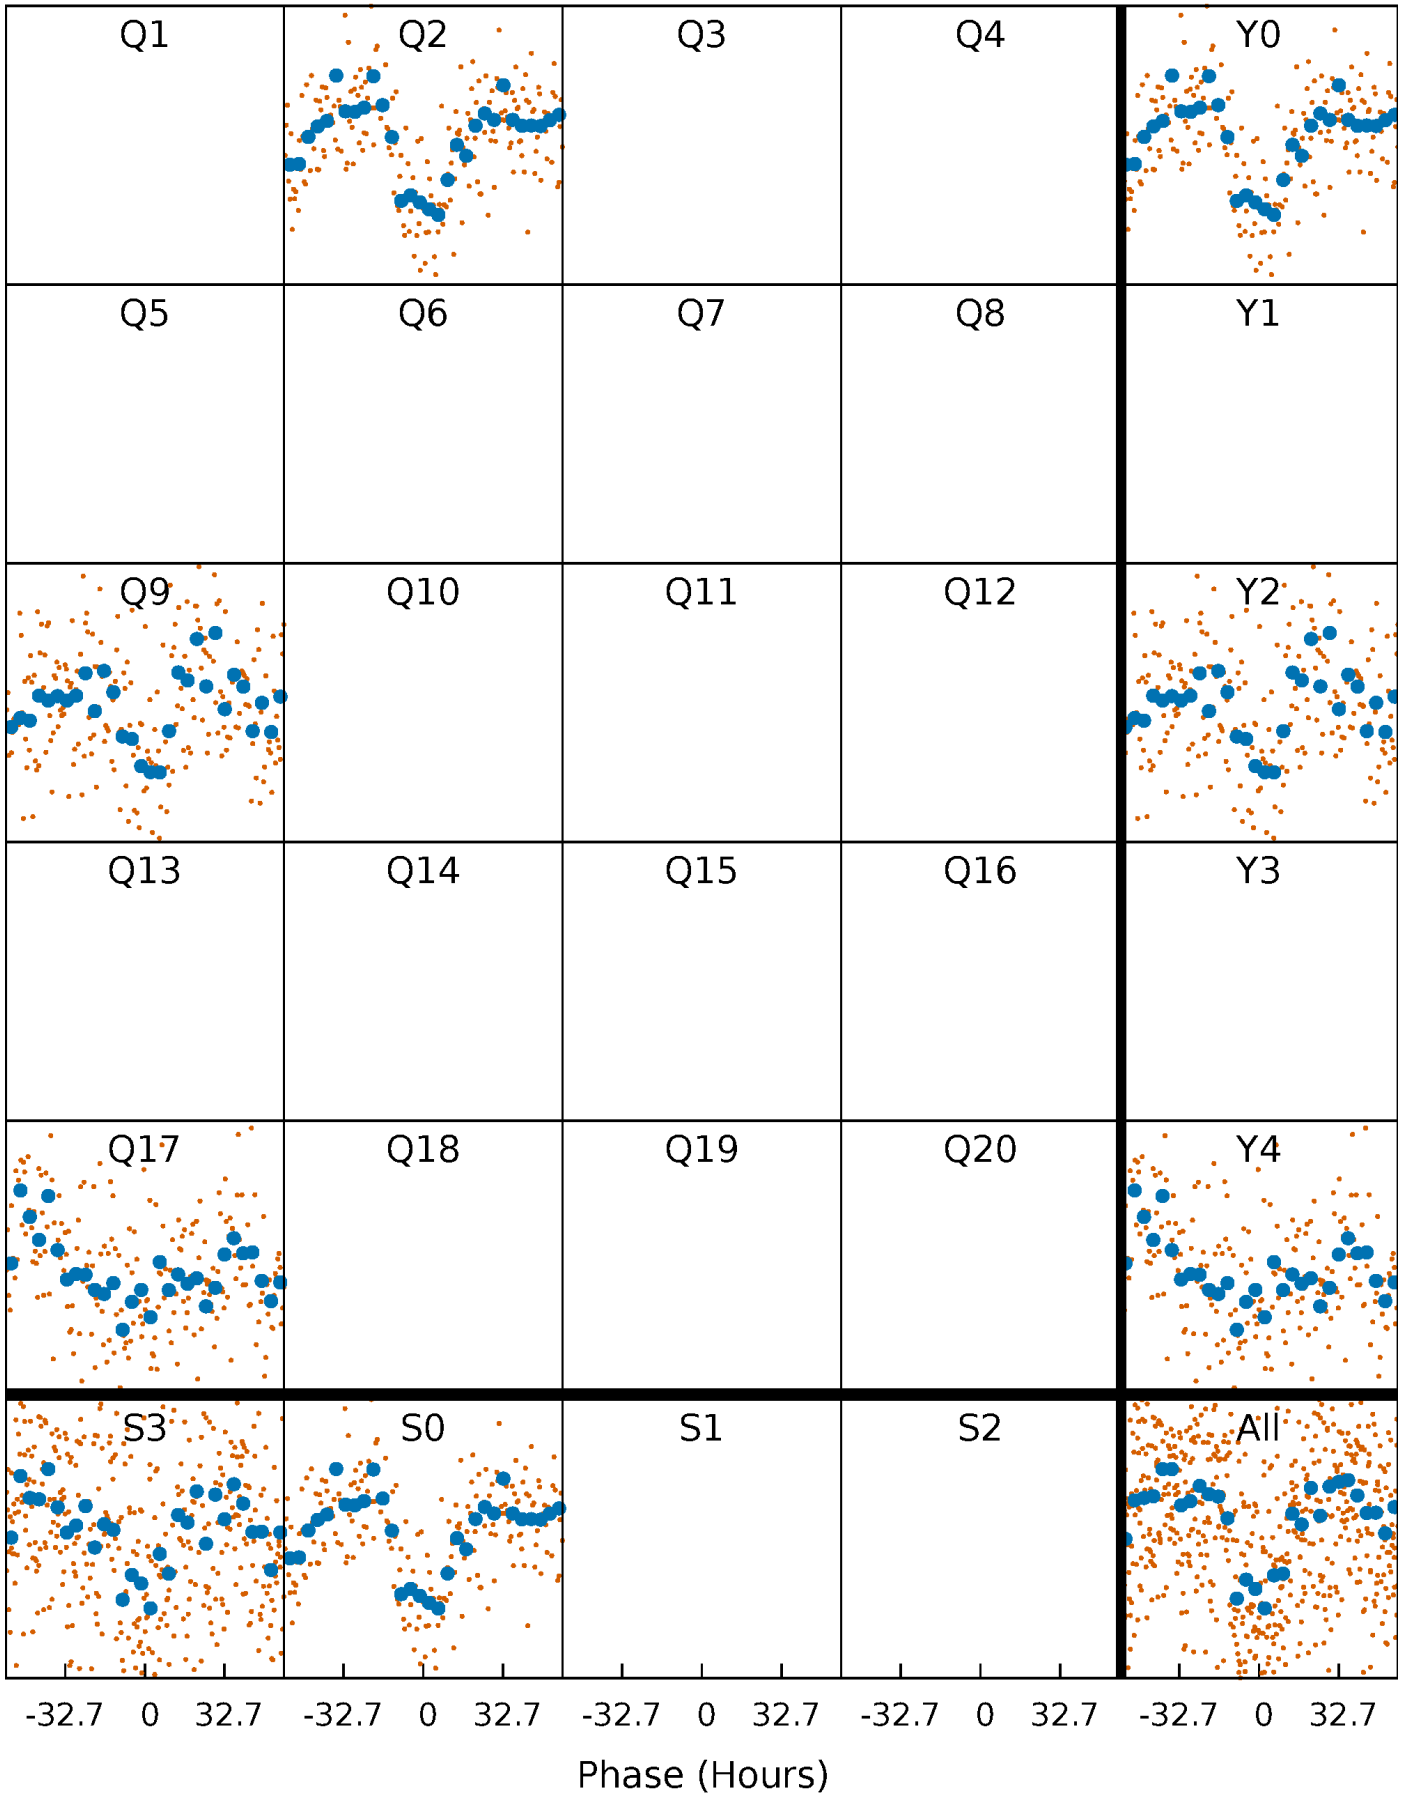 Q1 Q2 Q3 Q4 Y0
Q5 Q6 Q7 Q8 Y1
Q9 Q10 Q11 Q12 Y2
Q13 Q14 Q15 Q16 Y3
Q17 Q18 Q19 Q20 Y4
S3 S0 S1 S2 All
-32.7 0 32.7 -32.7 0 32.7 -32.7 0 32.7 -32.7 0 32.7 -32.7 0 32.7
Phase (Hours)